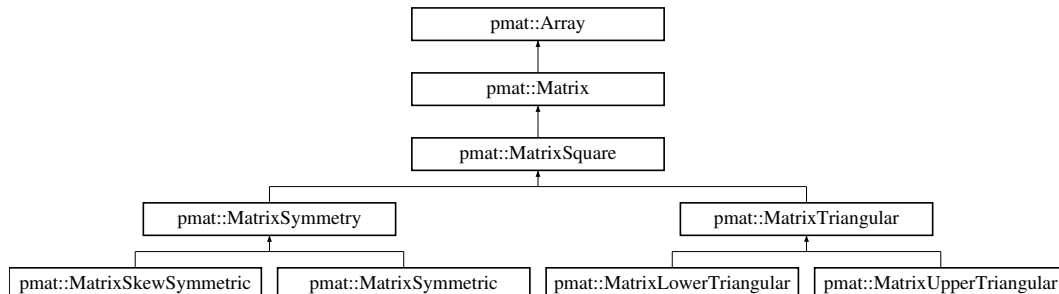 pmat::Array
pmat::Matrix
pmat::MatrixSquare
pmat::MatrixSymmetry
pmat::MatrixTriangular
pmat::MatrixSkewSymmetric
pmat::MatrixSymmetric
pmat::MatrixLowerTriangular
pmat::MatrixUpperTriangular